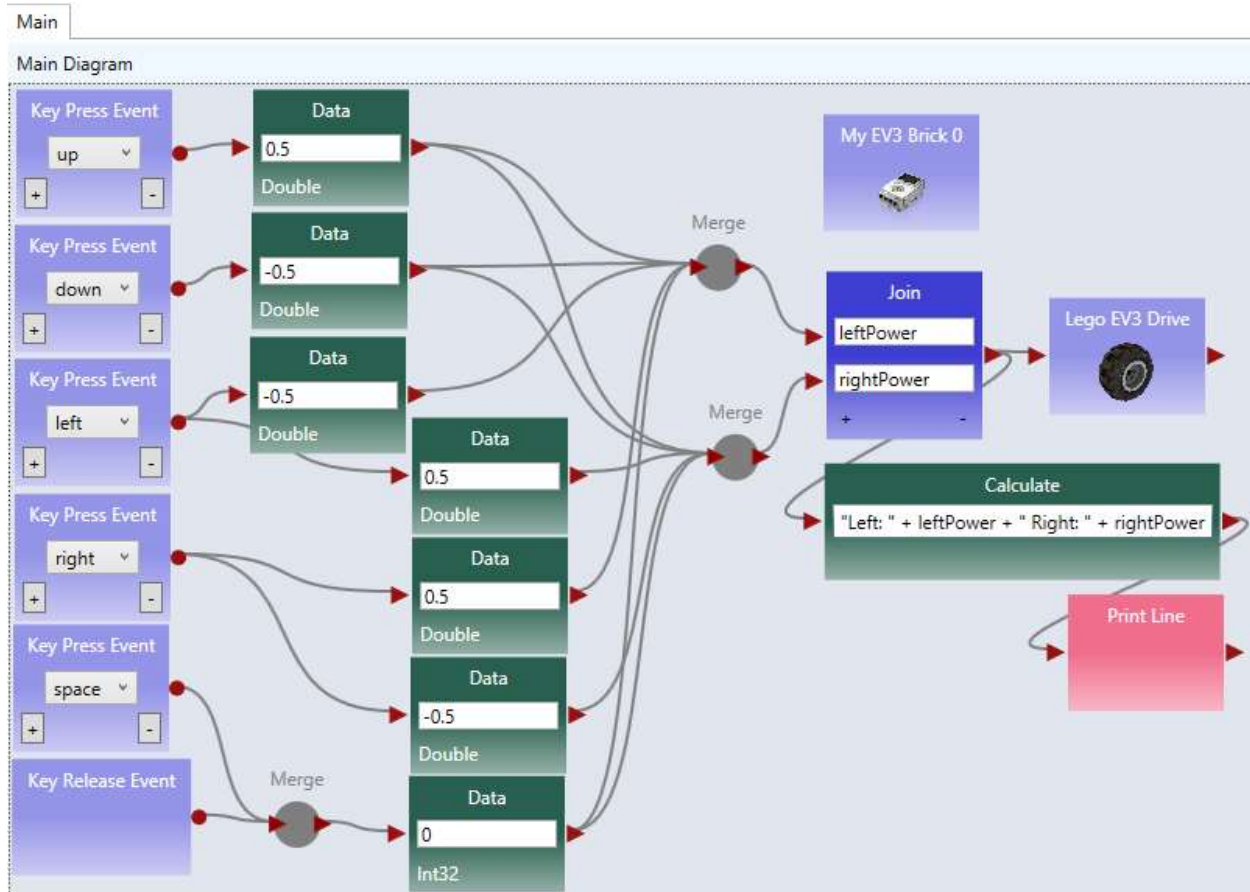 Main
Main Diagram
Key Press Event
up
+ -
Data
0.5
Double
Key Press Event
down
+ -
Data
-0.5
Double
Key Press Event
left
+ -
Data
-0.5
Double
Data
0.5
Double
Key Press Event
right
+ -
Data
0.5
Double
Data
-0.5
Double
Key Press Event
space
+ -
Key Release Event
Merge
Data
0
Int32
Merge
Merge
My EV3 Brick 0
Join
leftPower
rightPower
+ -
Lego EV3 Drive
Calculate
"Left: " + leftPower + " Right: " + rightPower
Print Line